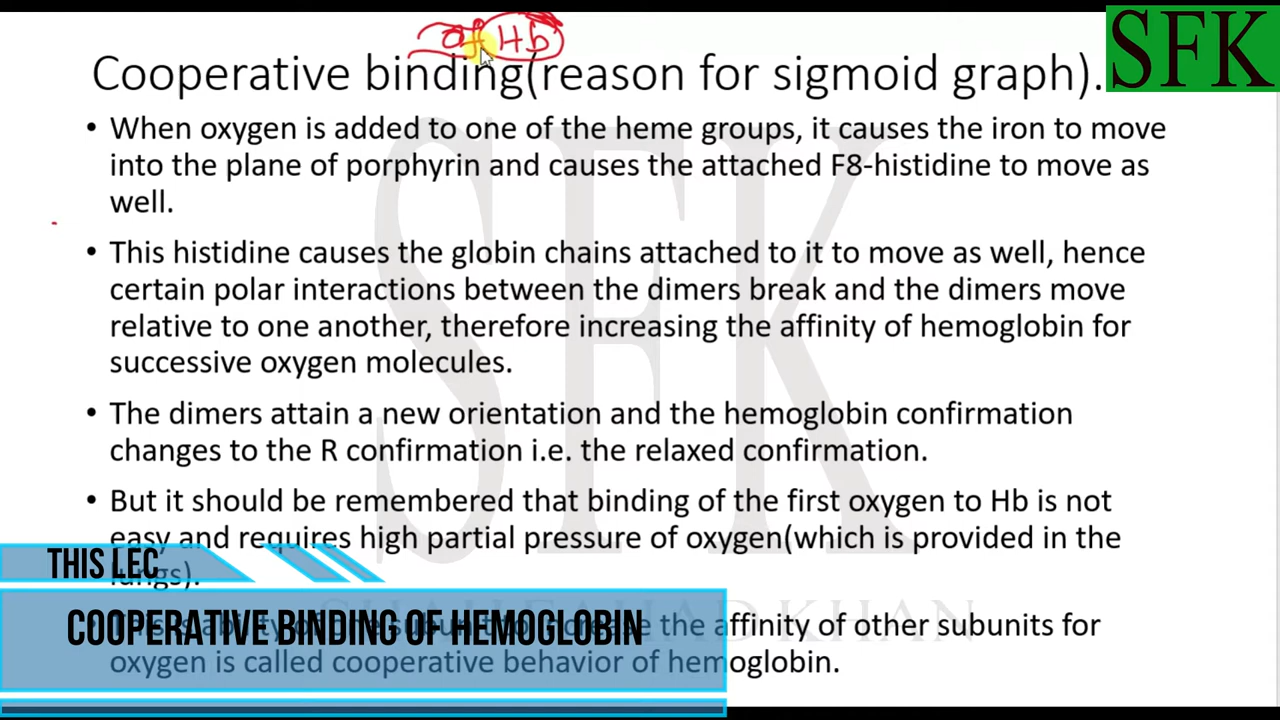 of Hb
SFK
Cooperative binding(reason for sigmoid graph).
• When oxygen is added to one of the heme groups, it causes the iron to move
into the plane of porphyrin and causes the attached F8-histidine to move as
well.
• This histidine causes the globin chains attached to it to move as well, hence
certain polar interactions between the dimers break and the dimers move
relative to one another, therefore increasing the affinity of hemoglobin for
successive oxygen molecules.
• The dimers attain a new orientation and the hemoglobin confirmation
changes to the R confirmation i.e. the relaxed confirmation.
• But it should be remembered that binding of the first oxygen to Hb is not
easy and requires high partial pressure of oxygen(which is provided in the
lungs).
THIS LEC
the affinity of other subunits for
COOPERATIVE BINDING OF HEMOGLOBIN
oxygen is called cooperative behavior of hemoglobin.
SFK
KHAN